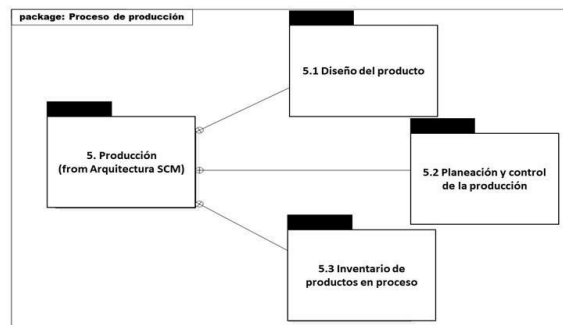 package: Proceso de producción
5.1 Diseño del producto
5. Producción
(from Arquitectura SCM)
5.2 Planeación y control
de la producción
5.3 Inventario de
productos en proceso